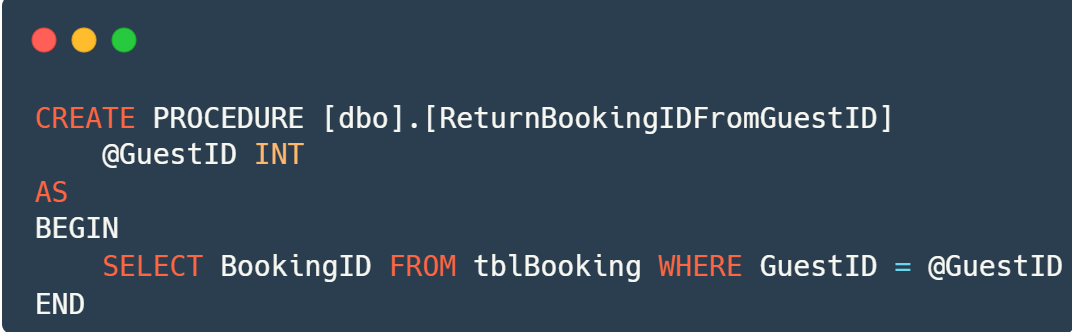 CREATE PROCEDURE [dbo].[ReturnBookingIDFromGuestID]
    @GuestID INT
AS
BEGIN
    SELECT BookingID FROM tblBooking WHERE GuestID = @GuestID
END